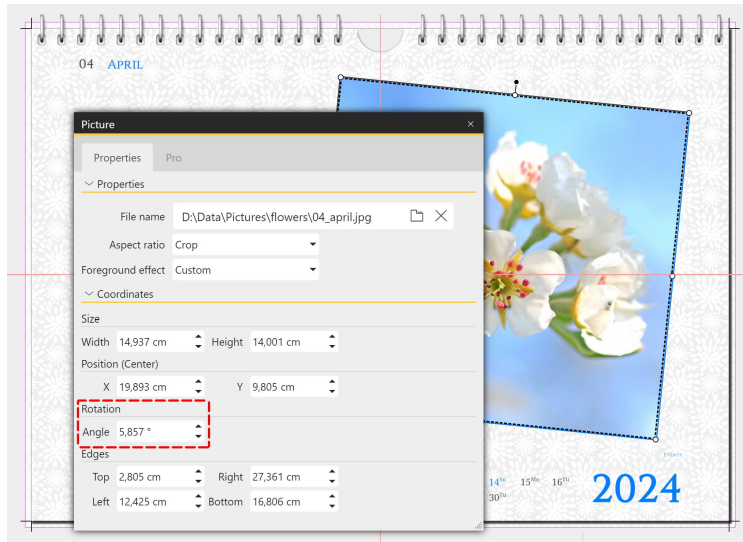 04 APRIL
Picture
Properties Pro
Properties
File name D:\Data\Pictures\flowers\04_april.jpg
Aspect ratio Crop
Foreground effect Custom
Coordinates
Size
Width 14,937 cm Height 14,001 cm
Position (Center)
X 19,893 cm Y 9,805 cm
Rotation
Angle 5,857 °
Edges
Top 2,805 cm Right 27,361 cm
Left 12,425 cm Bottom 16,806 cm
14Su 15Mo 16Tu
30Tu
2024